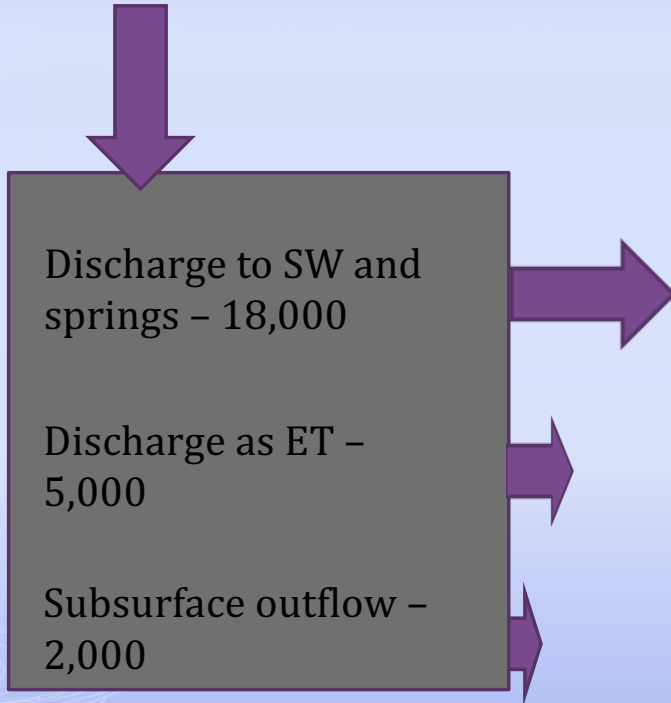 Discharge to SW and
springs – 18,000
Discharge as ET –
5,000
Subsurface outflow –
2,000